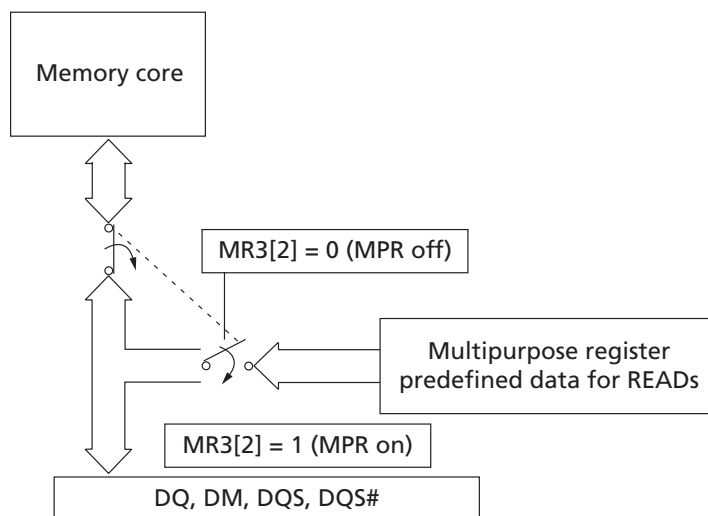 Memory core
MR3[2] = 0 (MPR off)
Multipurpose register
predefined data for READs
MR3[2] = 1 (MPR on)
DQ, DM, DQS, DQS#